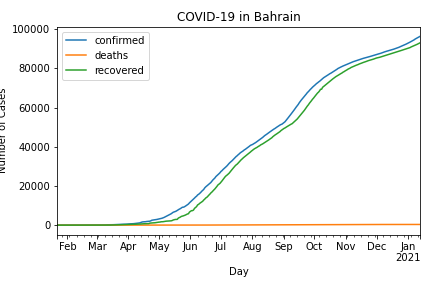 COVID-19 in Bahrain
100000
80000
60000
40000
20000
0
Number of Cases
confirmed
deaths
recovered
Feb Mar Apr May Jun Jul Aug Sep Oct Nov Dec Jan
2021
Day